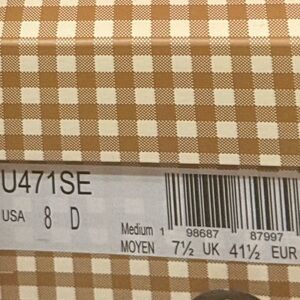 U471SE
USA 8 D
Medium 1 98687 87997
MOYEN 7½ UK 41½ EUR